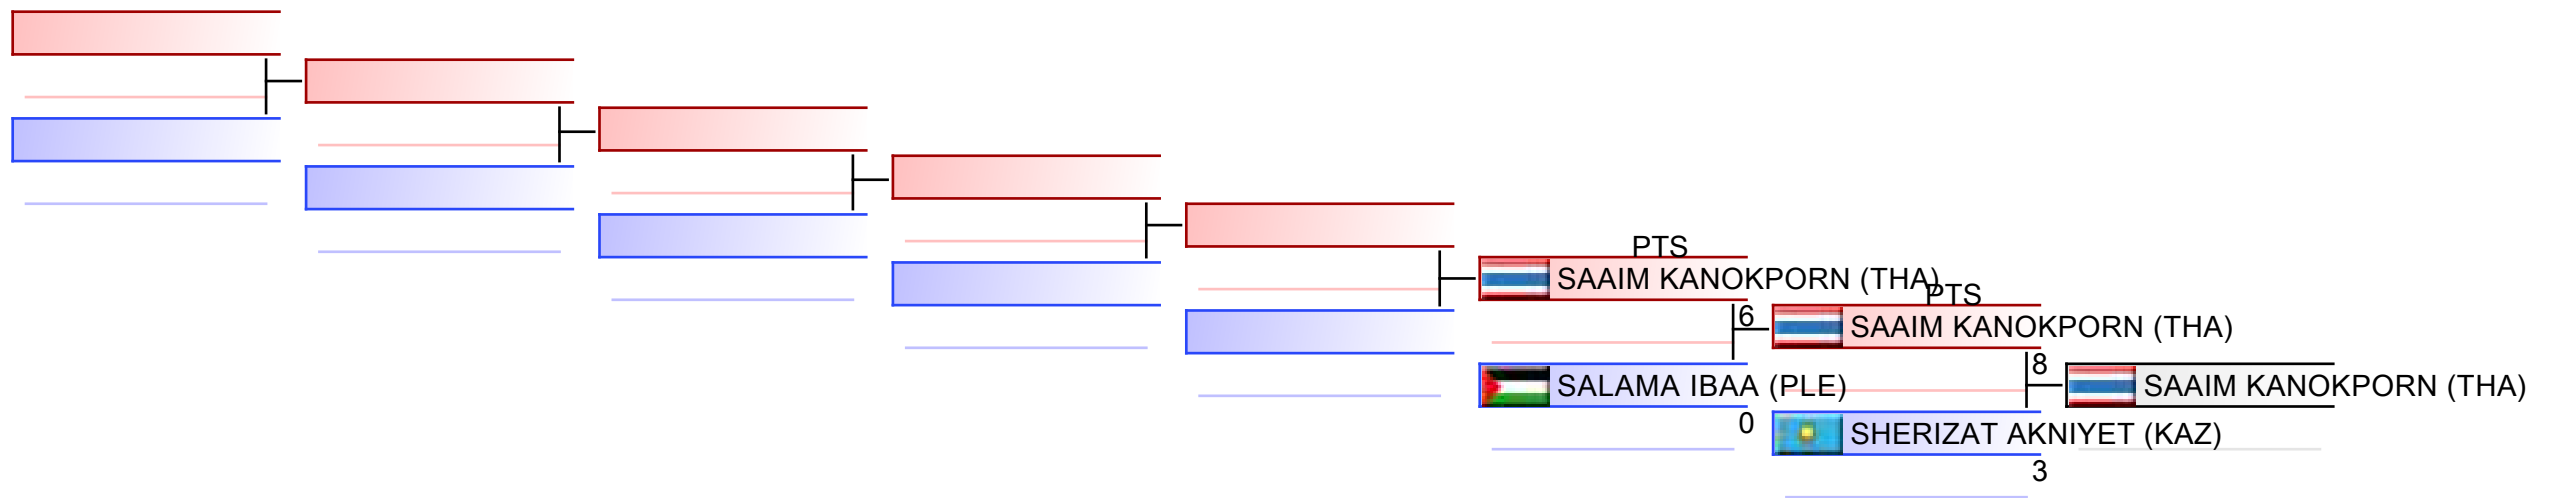 PTS
SAAIM KANOKPORN (THA)
PTS
6
SAAIM KANOKPORN (THA)
8
SALAMA IBAA (PLE)
SAAIM KANOKPORN (THA)
0
SHERIZAT AKNIYET (KAZ)
3